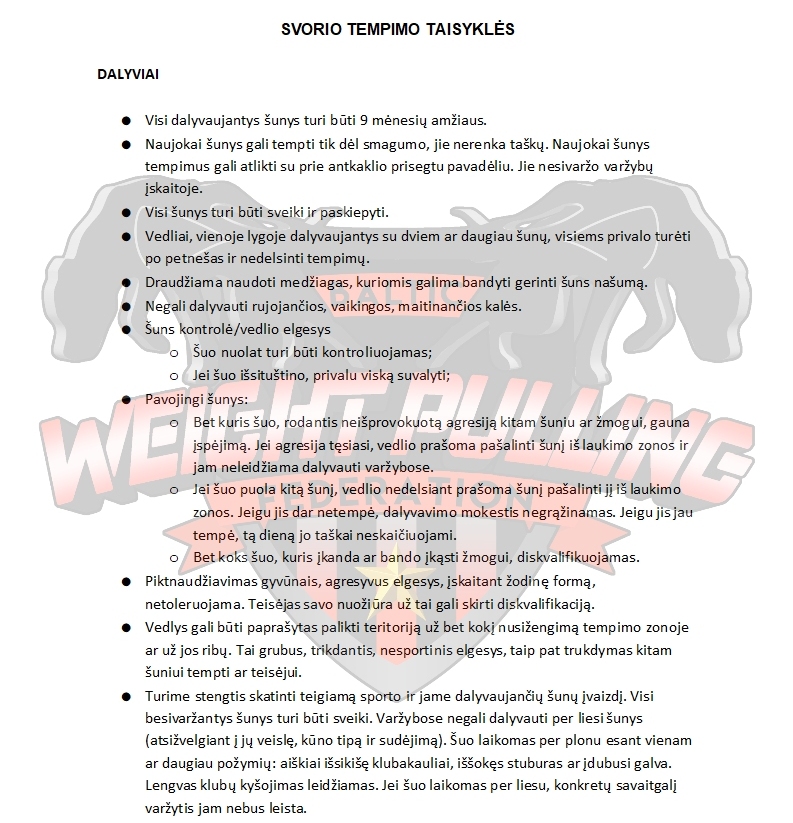 SVORIO TEMPIMO TAISYKLĖS
DALYVIAI
● Visi dalyvaujantys šunys turi būti 9 mėnesių amžiaus.
● Naujokai šunys gali tempti tik dėl smagumo, jie nerenka taškų. Naujokai šunys
tempimus gali atlikti su prie antkaklio prisegtu pavadėliu. Jie nesivaržo varžybų
įskaitoje.
● Visi šunys turi būti sveiki ir paskiepyti.
● Vedliai, vienoje lygoje dalyvaujantys su dviem ar daugiau šunų, visiems privalo turėti
po petnešas ir nedelsinti tempimų.
● Draudžiama naudoti medžiagas, kuriomis galima bandyti gerinti šuns našumą.
● Negali dalyvauti rujojančios, vaikingos, maitinančios kalės.
● Šuns kontrolė/vedlio elgesys
○ Šuo nuolat turi būti kontroliuojamas;
○ Jei šuo išsituštino, privalu viską suvalyti;
● Pavojingi šunys:
○ Bet kuris šuo, rodantis neišprovokuotą agresiją kitam šuniu ar žmogui, gauna
įspėjimą. Jei agresija tęsiasi, vedlio prašoma pašalinti šunį iš laukimo zonos ir
jam neleidžiama dalyvauti varžybose.
○ Jei šuo puola kitą šunį, vedlio nedelsiant prašoma šunį pašalinti jį iš laukimo
zonos. Jeigu jis dar netempė, dalyvavimo mokestis negrąžinamas. Jeigu jis jau
tempė, tą dieną jo taškai neskaičiuojami.
○ Bet koks šuo, kuris įkanda ar bando įkąsti žmogui, diskvalifikuojamas.
● Piktnaudžiavimas gyvūnais, agresyvus elgesys, įskaitant žodinę formą,
netoleruojama. Teisėjas savo nuožiūra už tai gali skirti diskvalifikaciją.
● Vedlys gali būti paprašytas palikti teritoriją už bet kokį nusižengimą tempimo zonoje
ar už jos ribų. Tai grubus, trikdantis, nesportinis elgesys, taip pat trukdymas kitam
šuniui tempti ar teisėjui.
● Turime stengtis skatinti teigiamą sporto ir jame dalyvaujančių šunų įvaizdį. Visi
besivaržantys šunys turi būti sveiki. Varžybose negali dalyvauti per liesi šunys
(atsižvelgiant į jų veislę, kūno tipą ir sudėjimą). Šuo laikomas per plonu esant vienam
ar daugiau požymių: aiškiai išsikišę klubakauliai, iššokęs stuburas ar įdubusi galva.
Lengvas klubų kyšojimas leidžiamas. Jei šuo laikomas per liesu, konkretų savaitgalį
varžytis jam nebus leista.
BALTIC
WEIGHT PULLING
FEDERATION